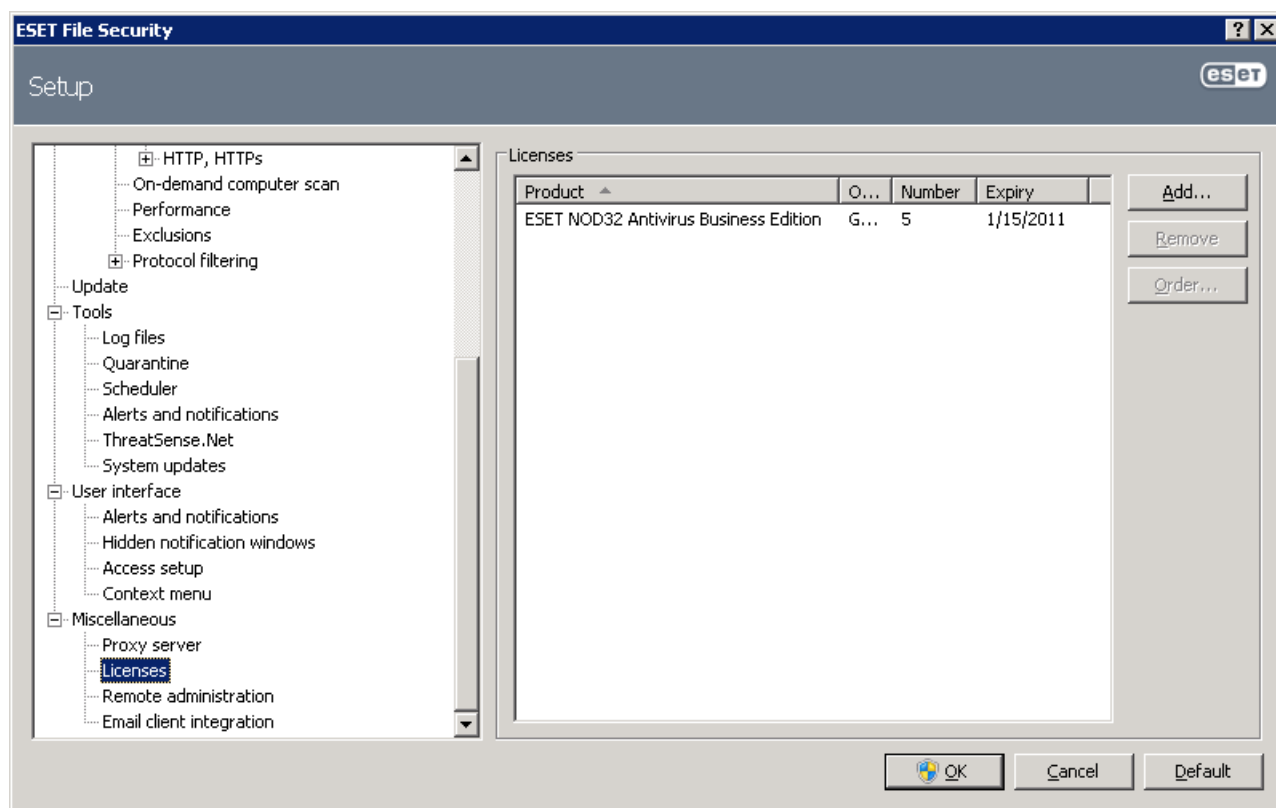 ESET File Security
Setup
eset
HTTP, HTTPs
On-demand computer scan
Performance
Exclusions
Protocol filtering
Update
Tools
Log files
Quarantine
Scheduler
Alerts and notifications
ThreatSense.Net
System updates
User interface
Alerts and notifications
Hidden notification windows
Access setup
Context menu
Miscellaneous
Proxy server
Licenses
Remote administration
Email client integration
Licenses
Product O... Number Expiry
ESET NOD32 Antivirus Business Edition G... 5 1/15/2011
Add...
Remove
Order...
OK Cancel Default